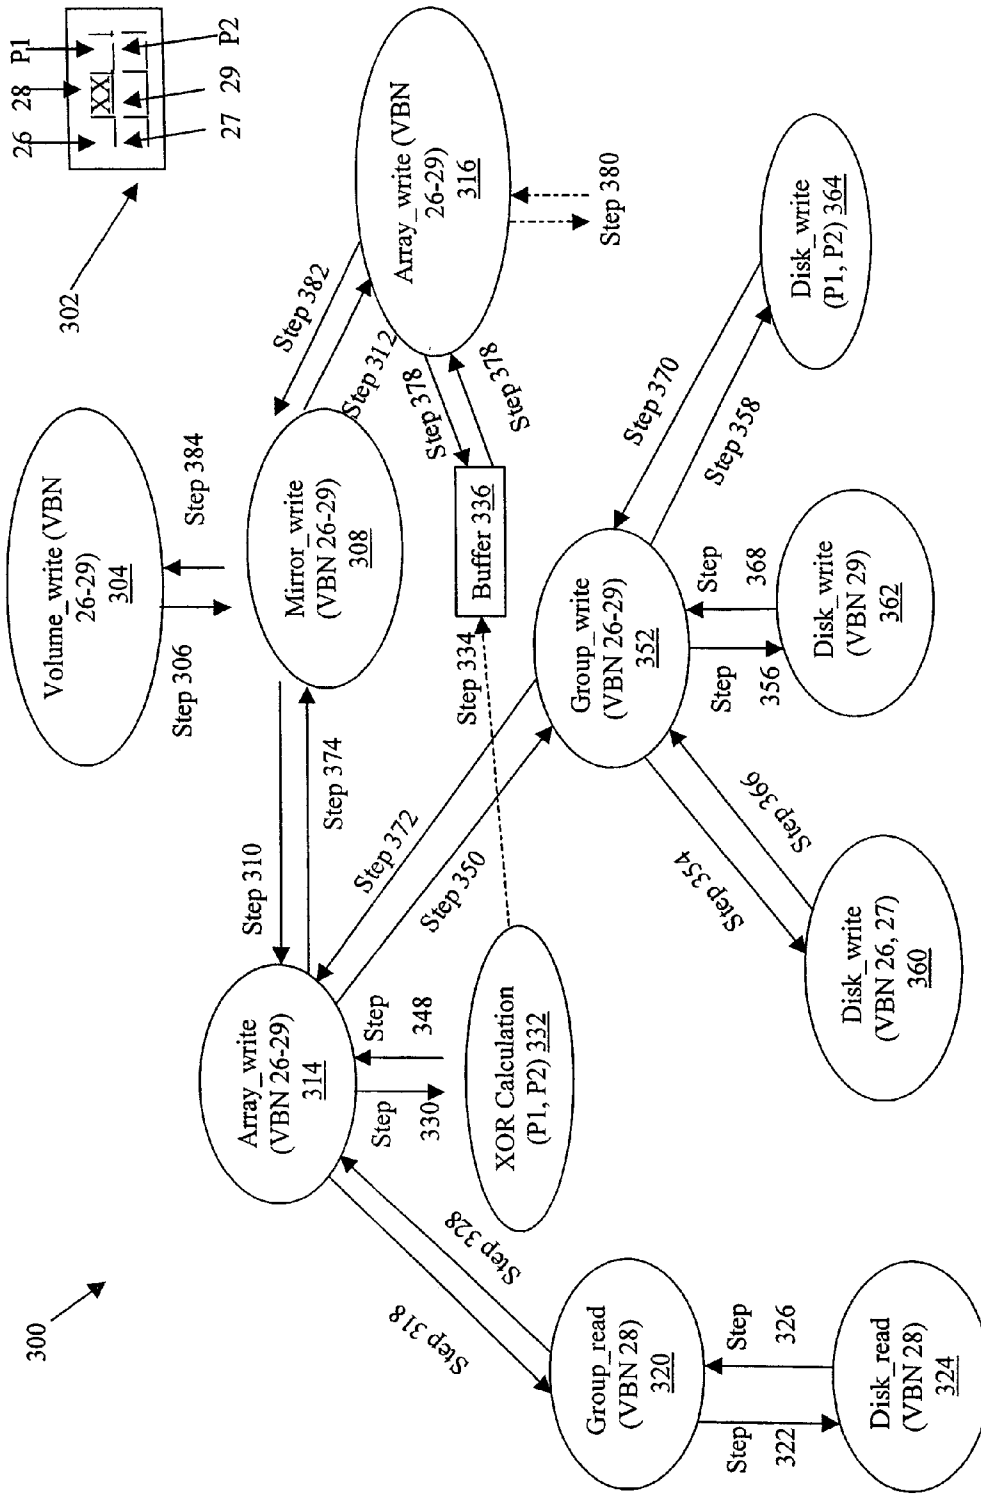 300
302
26 28 P1
XX
27 29 P2
Volume_write (VBN
26-29)
304
Step 306
Step 384
Mirror_write
(VBN 26-29)
308
Step 310
Step 374
Step 382
Step 312
Array_write
(VBN 26-29)
314
Array_write (VBN
26-29)
316
Step 380
Step 378
Step 378
Buffer 336
Step 334
Step 318
Step 328
Step
330
Step
348
XOR Calculation
(P1, P2) 332
Step 372
Step 350
Group_read
(VBN 28)
320
Step
322
Step
326
Disk_read
(VBN 28)
324
Group_write
(VBN 26-29)
352
Step 354
Step 366
Step
356
Step
368
Step 370
Step 358
Disk_write
(VBN 26, 27)
360
Disk_write
(VBN 29)
362
Disk_write
(P1, P2) 364